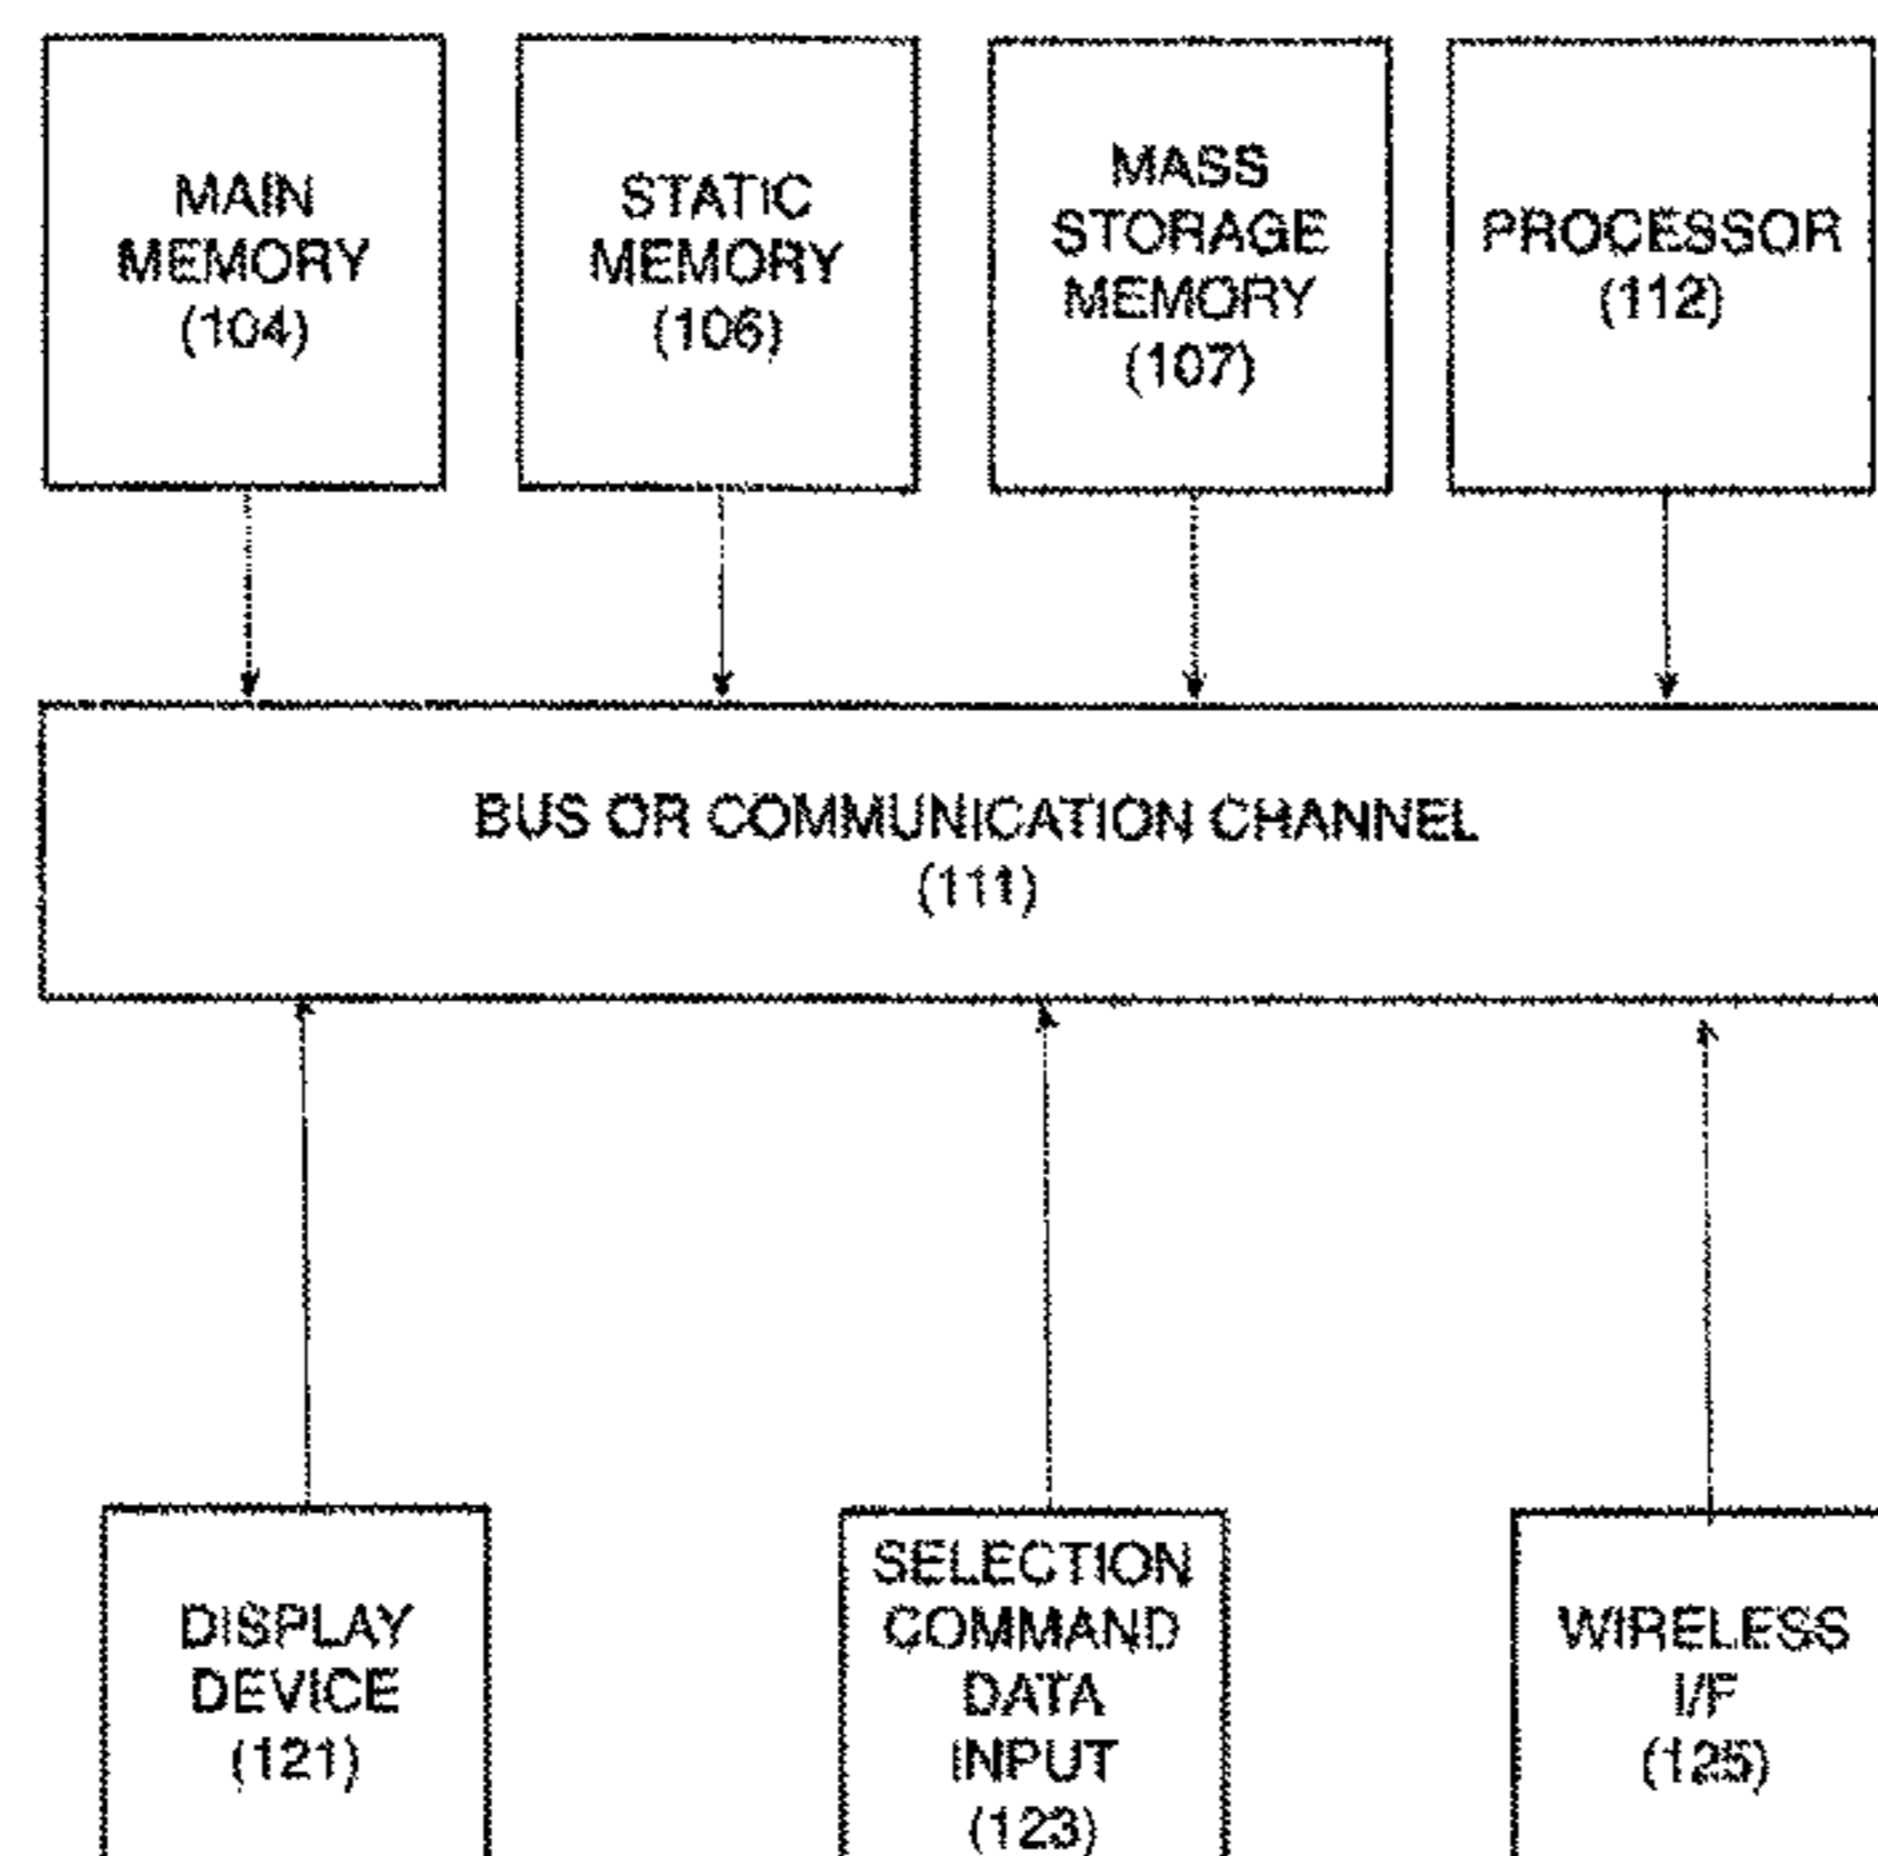 MAIN
MEMORY
(104)
STATIC
MEMORY
(106)
MASS
STORAGE
MEMORY
(107)
PROCESSOR
(112)
BUS OR COMMUNICATION CHANNEL
(111)
DISPLAY
DEVICE
(121)
SELECTION
COMMAND
DATA
INPUT
(123)
WIRELESS
I/F
(125)